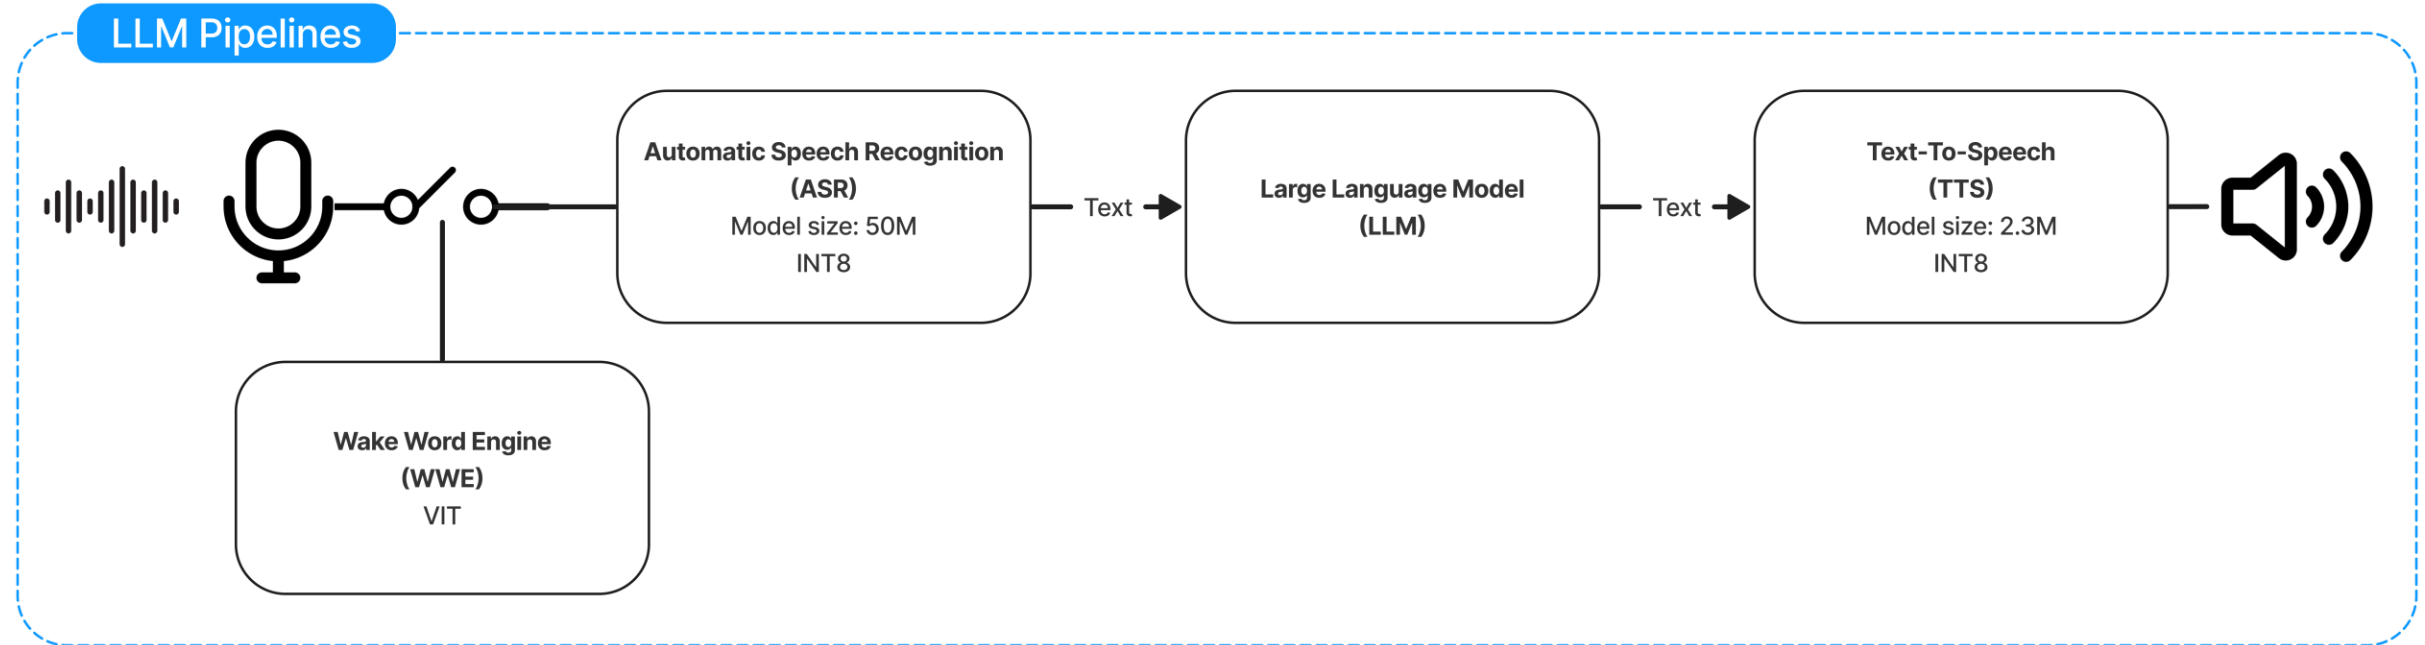 LLM Pipelines
Automatic Speech Recognition
(ASR)
Model size: 50M
INT8
Text
Large Language Model
(LLM)
Text
Text-To-Speech
(TTS)
Model size: 2.3M
INT8
Wake Word Engine
(WWE)
VIT